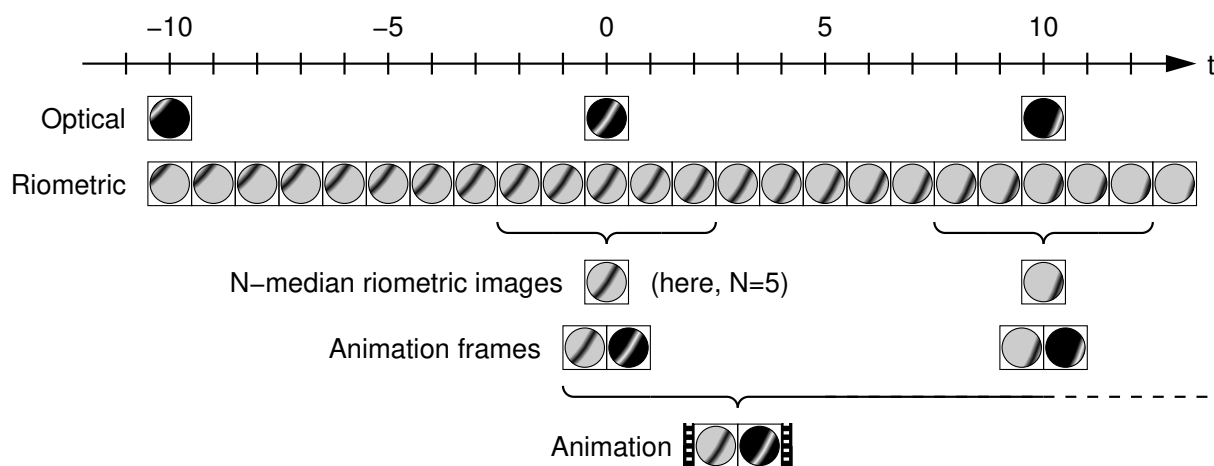 −10 −5 0 5 10
t
Optical
Riometric
N−median riometric images (here, N=5)
Animation frames
Animation